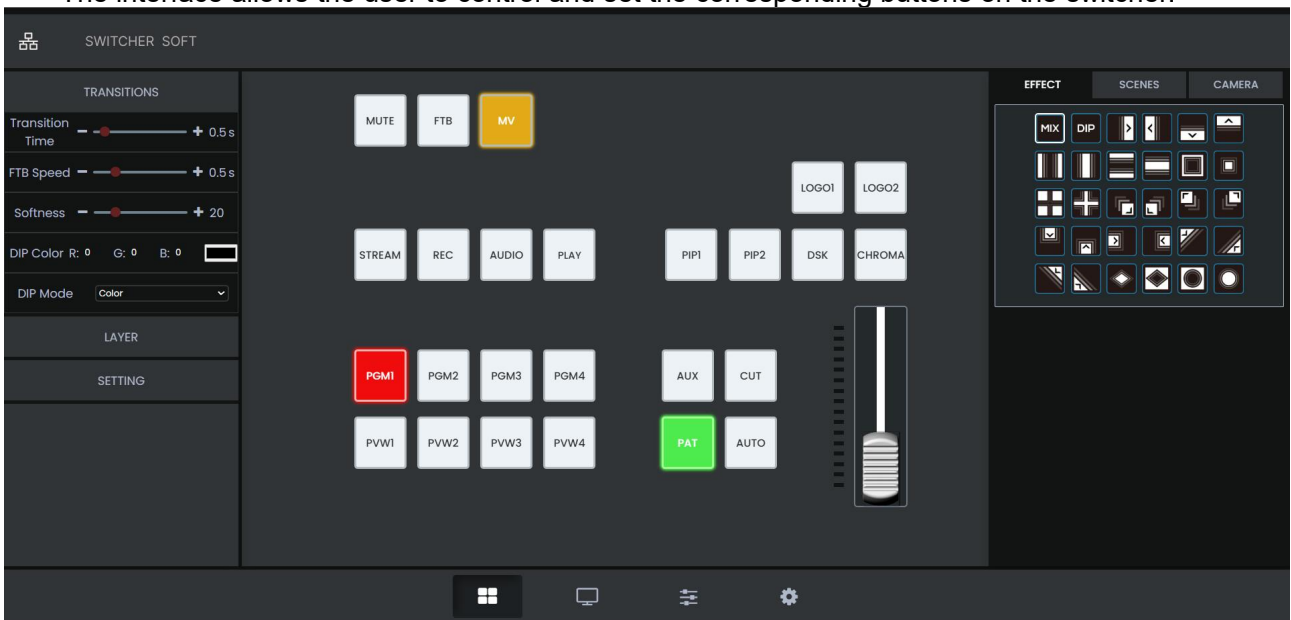 The interface allows the user to control and set the corresponding buttons on the switcher.
SWITCHER SOFT
TRANSITIONS
Transition Time 0.5 s
FTB Speed 0.5 s
Softness 20
DIP Color R: 0 G: 0 B: 0
DIP Mode Color
LAYER
SETTING
MUTE FTB MV
LOGO1 LOGO2
STREAM REC AUDIO PLAY PIP1 PIP2 DSK CHROMA
PGM1 PGM2 PGM3 PGM4 AUX CUT
PVW1 PVW2 PVW3 PVW4 PAT AUTO
EFFECT SCENES CAMERA
MIX DIP